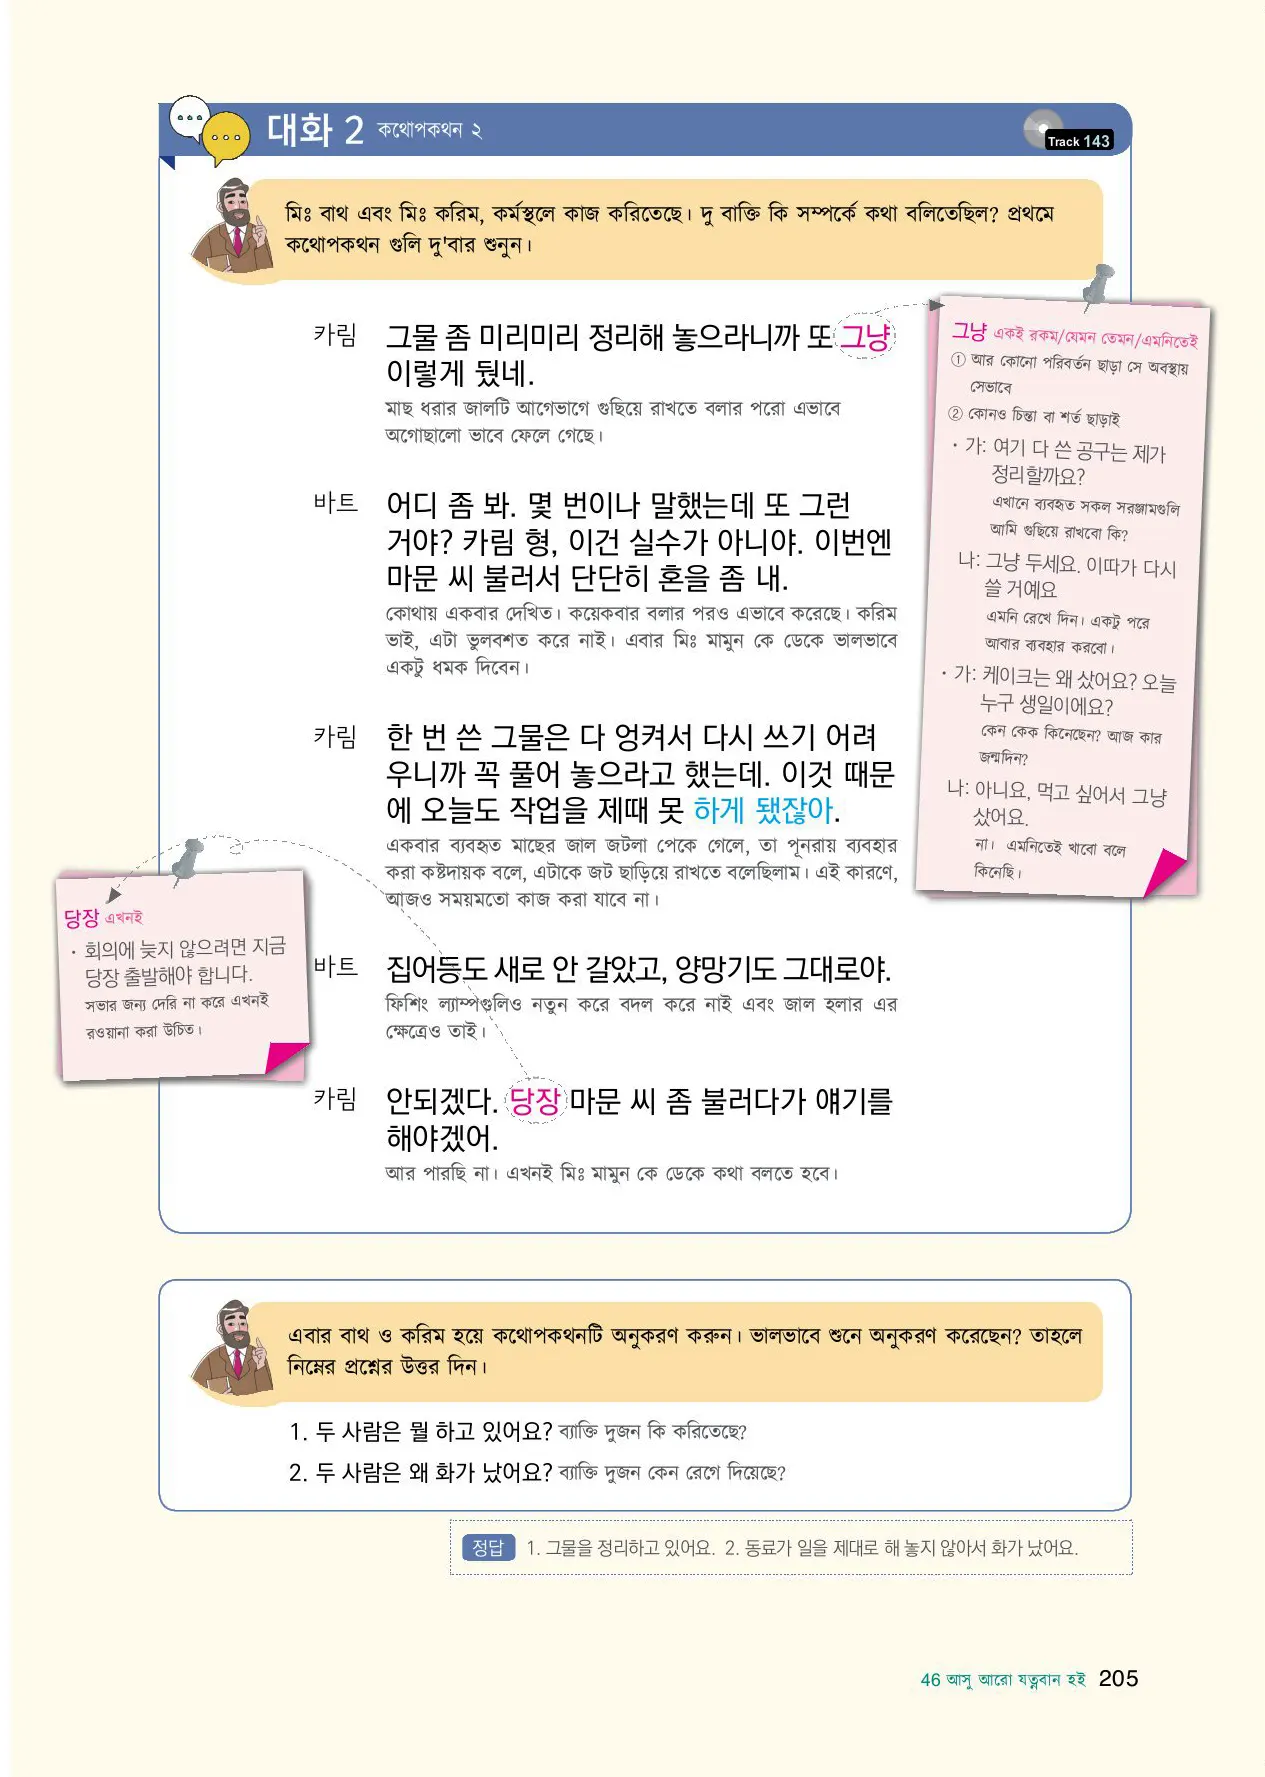 대화 2 কথোপকথন ২
Track 143
মিঃ বাথ এবং মিঃ করিম, কর্মস্থলে কাজ করিতেছে। দু ব্যক্তি কি সম্পর্কে কথা বলিতেছিল? প্রথমে
কথোপকথন গুলি দু'বার শুনুন।
카림 그물 좀 미리미리 정리해 놓으라니까 또 그냥
이렇게 뒀네.
মাছ ধরার জালটি আগেভাগে গুছিয়ে রাখতে বলার পরো এভাবে
অগোছালো ভাবে ফেলে গেছে।
바트 어디 좀 봐. 몇 번이나 말했는데 또 그런
거야? 카림 형, 이건 실수가 아니야. 이번엔
마문 씨 불러서 단단히 혼을 좀 내.
কোথায় একবার দেখিত। কয়েকবার বলার পরও এভাবে করেছে। করিম
ভাই, এটা ভুলবশত করে নাই। এবার মিঃ মামুন কে ডেকে ভালভাবে
একটু ধমক দিবেন।
카림 한 번 쓴 그물은 다 엉켜서 다시 쓰기 어려
우니까 꼭 풀어 놓으라고 했는데. 이것 때문
에 오늘도 작업을 제때 못 하게 됐잖아.
একবার ব্যবহৃত মাছের জাল জটলা পেকে গেলে, তা পূনরায় ব্যবহার
করা কষ্টদায়ক বলে, এটাকে জট ছাড়িয়ে রাখতে বলেছিলাম। এই কারণে,
আজও সময়মতো কাজ করা যাবে না।
바트 집어등도 새로 안 갈았고, 양망기도 그대로야.
ফিশিং ল্যাম্পগুলিও নতুন করে বদল করে নাই এবং জাল হলার এর
ক্ষেত্রেও তাই।
카림 안되겠다. 당장 마문 씨 좀 불러다가 얘기를
해야겠어.
আর পারছি না। এখনই মিঃ মামুন কে ডেকে কথা বলতে হবে।
그냥 একই রকম/যেমন তেমন/এমনিতেই
① আর কোনো পরিবর্তন ছাড়া সে অবস্থায়
সেভাবে
② কোনও চিন্তা বা শর্ত ছাড়াই
• 가: 여기 다 쓴 공구는 제가
정리할까요?
এখানে ব্যবহৃত সকল সরঞ্জামগুলি
আমি গুছিয়ে রাখবো কি?
나: 그냥 두세요. 이따가 다시
쓸 거예요
এমনি রেখে দিন। একটু পরে
আবার ব্যবহার করবো।
• 가: 케이크는 왜 샀어요? 오늘
누구 생일이에요?
কেন কেক কিনেছেন? আজ কার
জন্মদিন?
나: 아니요, 먹고 싶어서 그냥
샀어요.
না। এমনিতেই খাবো বলে
কিনেছি।
당장 এখনই
• 회의에 늦지 않으려면 지금
당장 출발해야 합니다.
সভার জন্য দেরি না করে এখনই
রওয়ানা করা উচিত।
এবার বাথ ও করিম হয়ে কথোপকথনটি অনুকরণ করুন। ভালভাবে শুনে অনুকরণ করেছেন? তাহলে
নিম্নের প্রশ্নের উত্তর দিন।
1. 두 사람은 뭘 하고 있어요? ব্যাক্তি দুজন কি করিতেছে?
2. 두 사람은 왜 화가 났어요? ব্যাক্তি দুজন কেন রেগে গিয়েছে?
정답 1. 그물을 정리하고 있어요. 2. 동료가 일을 제대로 해 놓지 않아서 화가 났어요.
46 আসু আরো যত্নবান হই 205